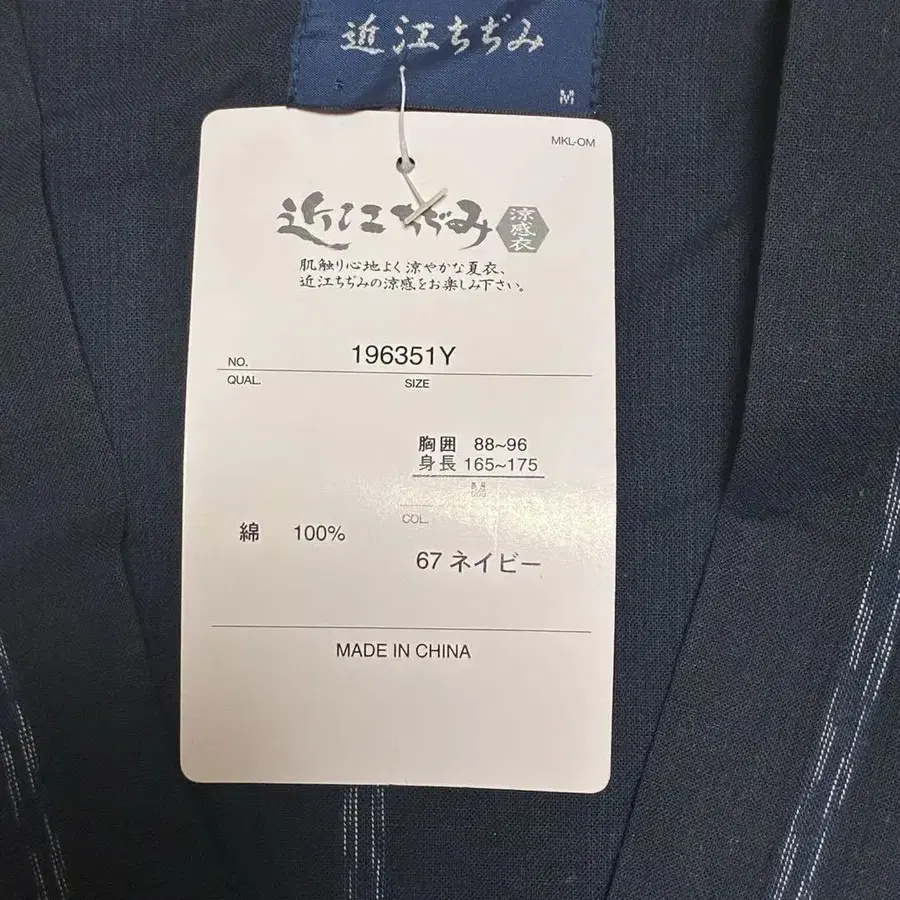 近江ちぢみ
M
MKL-OM
近江ちぢみ 涼感衣
肌触り心地よく涼やかな夏衣、
近江ちぢみの涼感をお楽しみ下さい。
NO. 196351Y
QUAL. SIZE
胸囲 88~96
身長 165~175
M
綿 100%
COL.
67 ネイビー
MADE IN CHINA